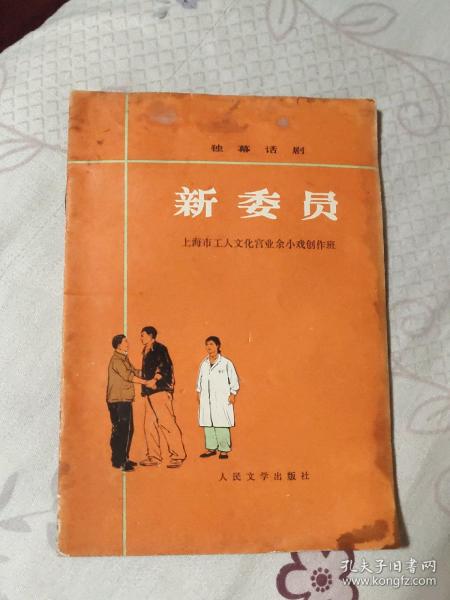 独幕话剧
新委员
上海市工人文化宫业余小戏创作班
人民文学出版社
孔夫子旧书网
www.kongfz.com